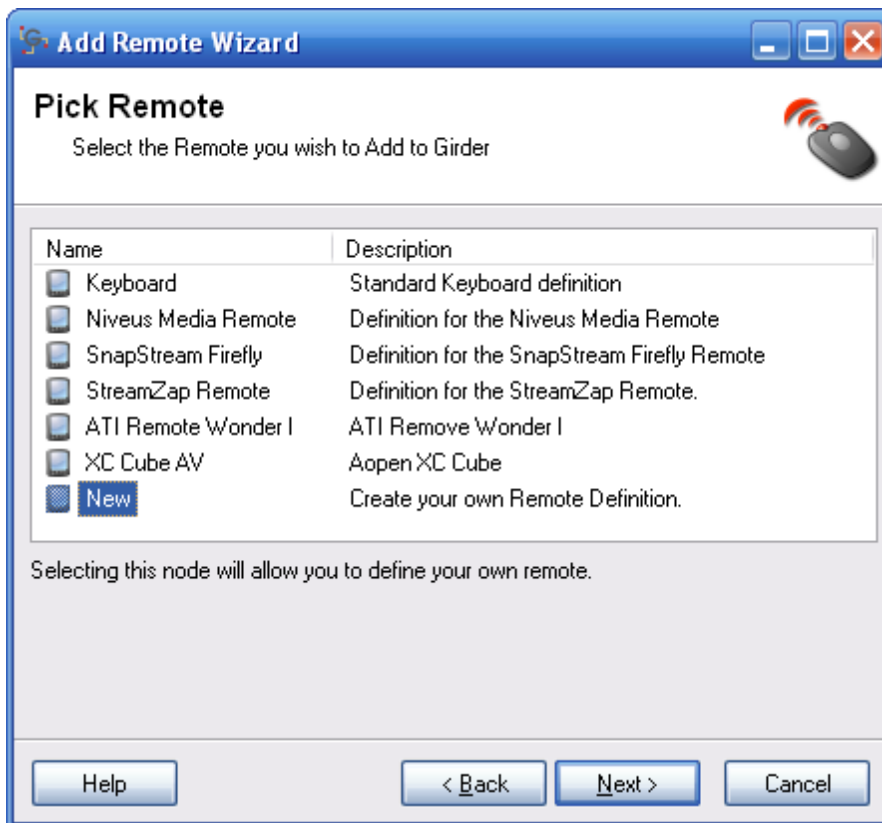 Add Remote Wizard
Pick Remote
Select the Remote you wish to Add to Girder
Name Description
Keyboard Standard Keyboard definition
Niveus Media Remote Definition for the Niveus Media Remote
SnapStream Firefly Definition for the SnapStream Firefly Remote
StreamZap Remote Definition for the StreamZap Remote.
ATI Remote Wonder I ATI Remove Wonder I
XC Cube AV Aopen XC Cube
New Create your own Remote Definition.
Selecting this node will allow you to define your own remote.
Help < Back Next > Cancel